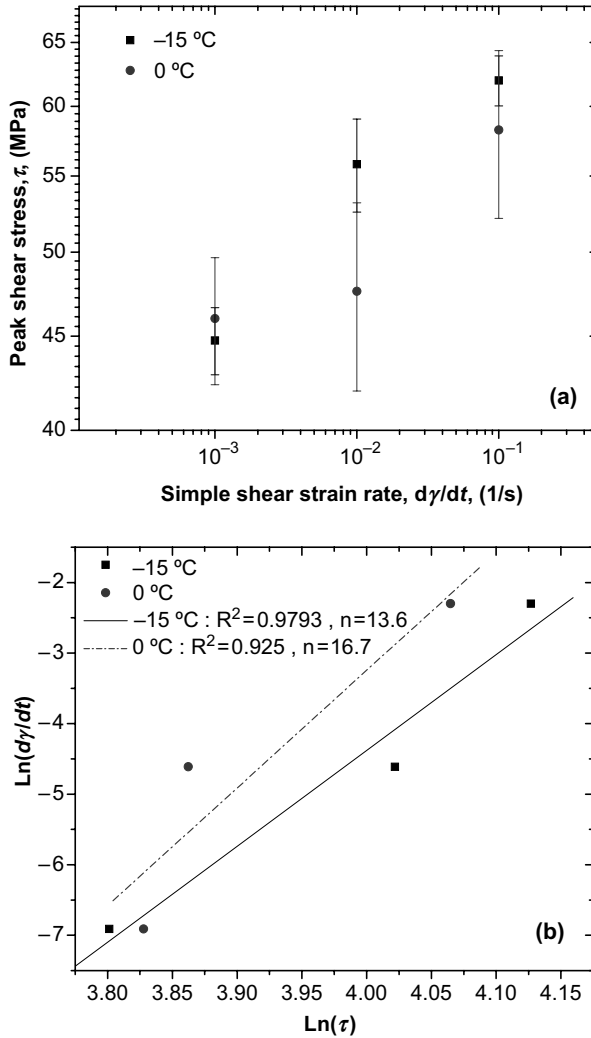 –15 ºC
0 ºC
65
60
55
50
45
40
Peak shear stress, τ, (MPa)
(a)
10⁻³ 10⁻² 10⁻¹
Simple shear strain rate, dγ/dt, (1/s)
–15 ºC
0 ºC
–15 ºC : R²=0.9793 , n=13.6
0 ºC : R²=0.925 , n=16.7
–2
–3
–4
–5
–6
–7
Ln(dγ/dt)
(b)
3.80 3.85 3.90 3.95 4.00 4.05 4.10 4.15
Ln(τ)